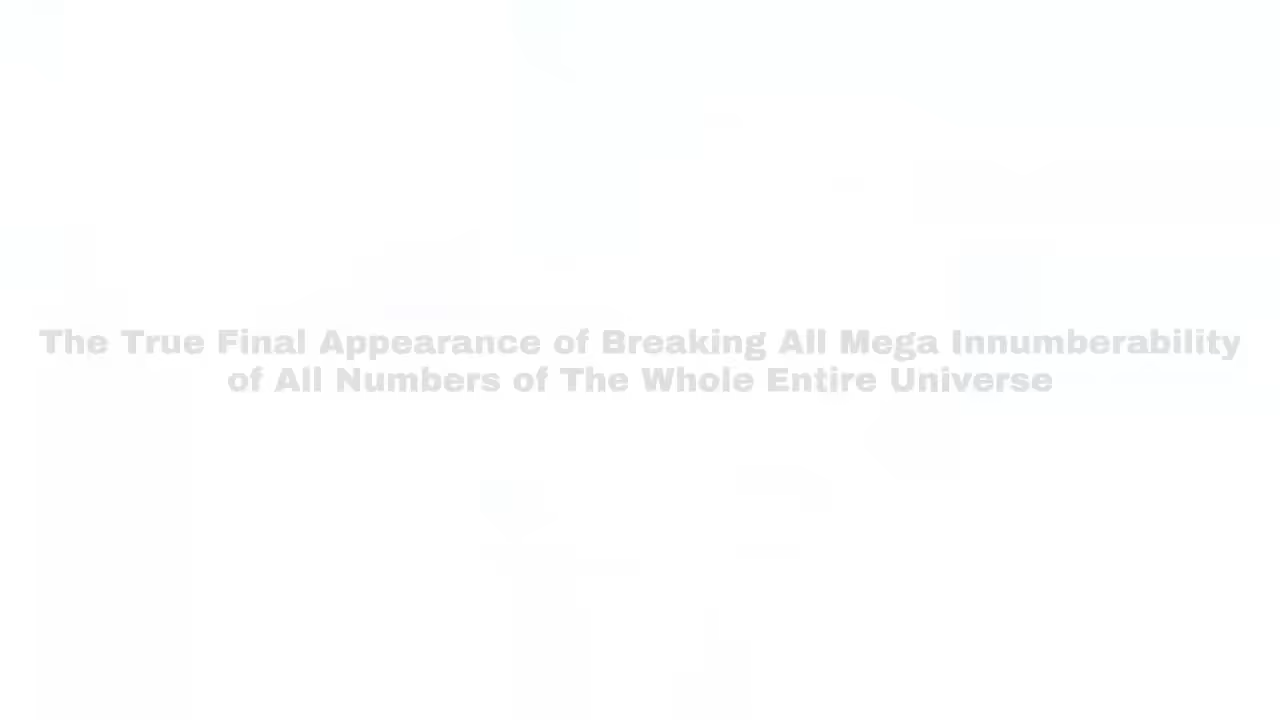 The True Final Appearance of Breaking All Mega Innumberability
of All Numbers of The Whole Entire Universe